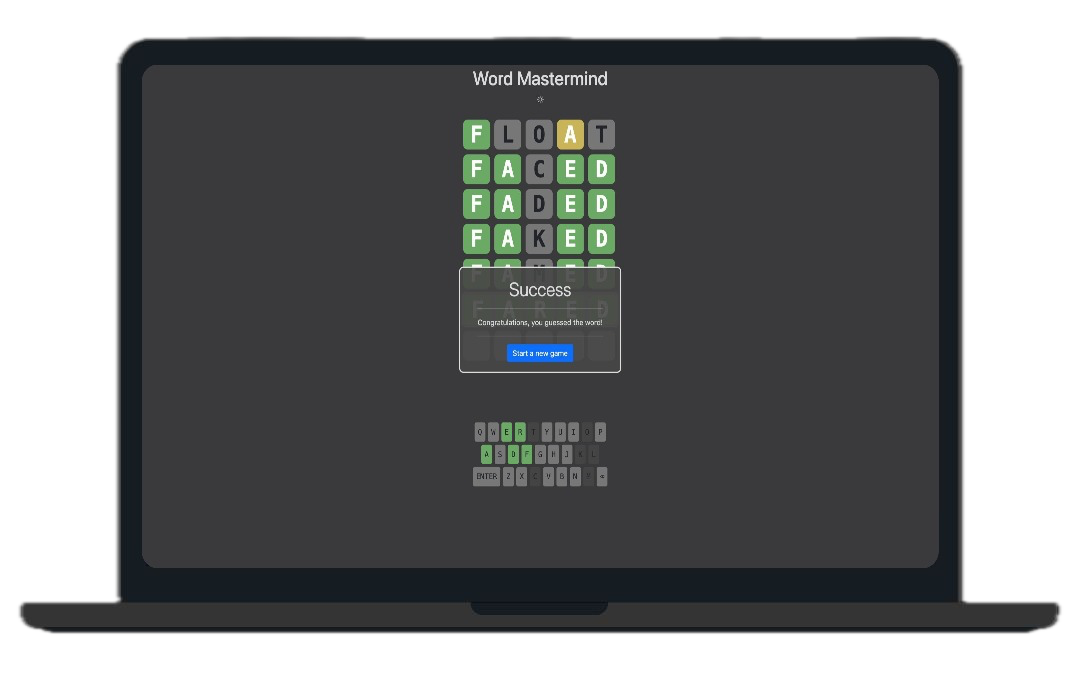 Word Mastermind
F L O A T
F A C E D
F A D E D
F A K E D
F A M E D
F A R E D
Success
Congratulations, you guessed the word!
Start a new game
Q W E R T Y U I O P
A S D F G H J K L
ENTER Z X C V B N M